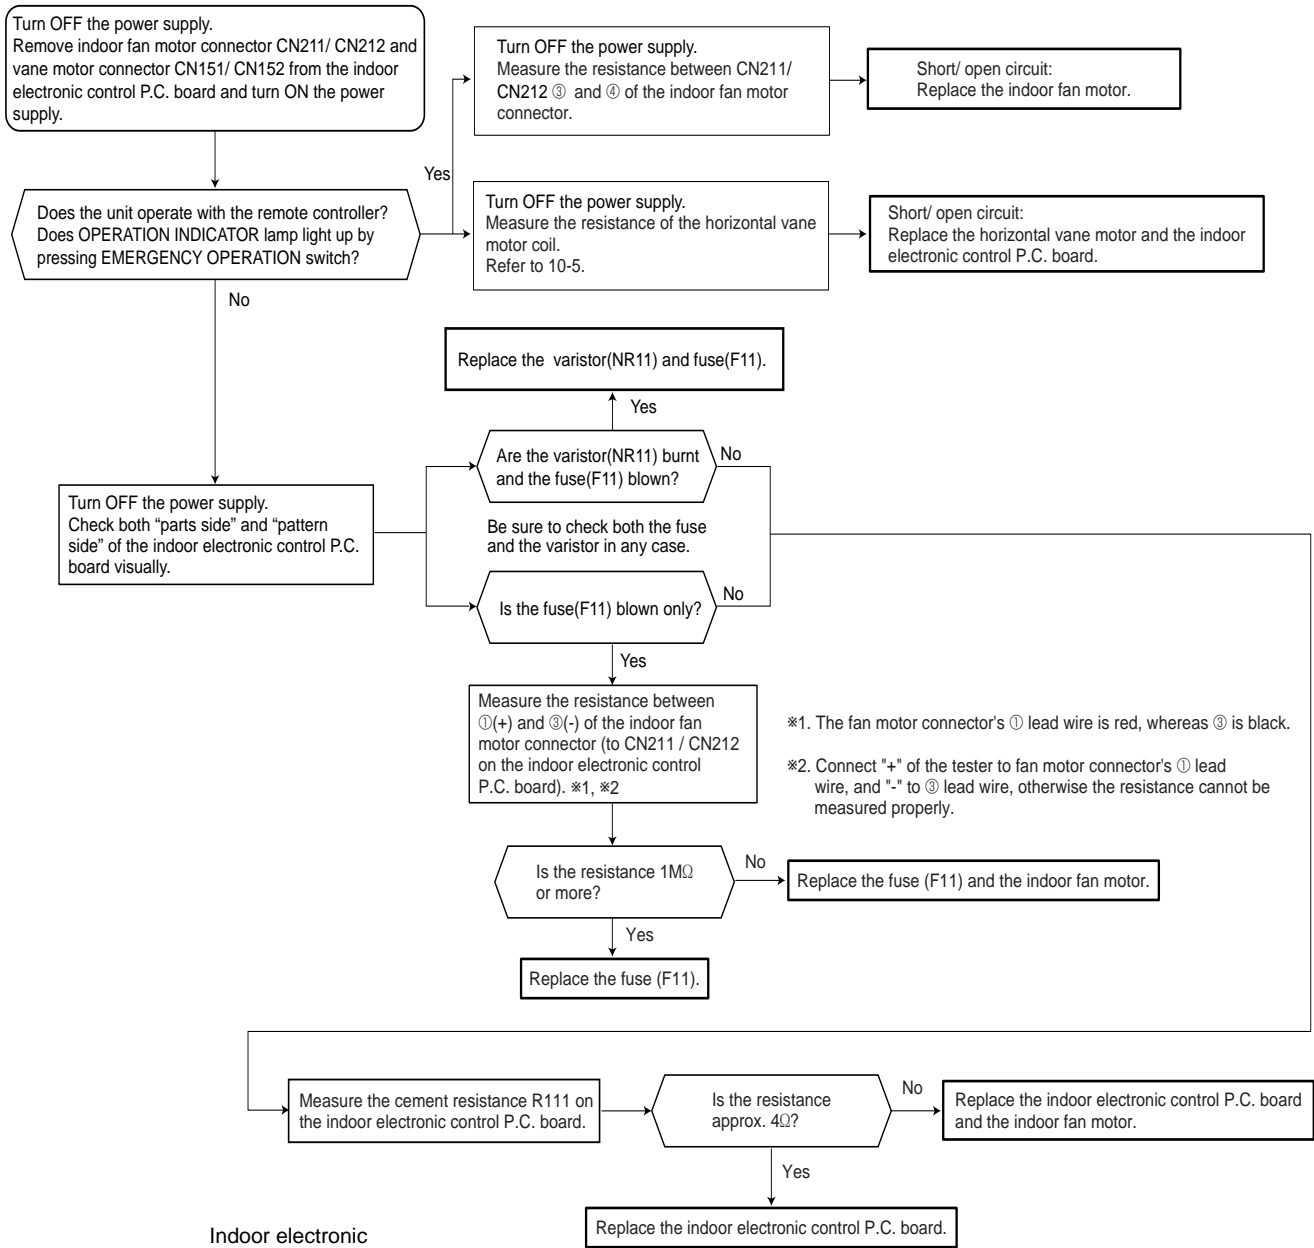 Turn OFF the power supply.
Remove indoor fan motor connector CN211/ CN212 and
vane motor connector CN151/ CN152 from the indoor
electronic control P.C. board and turn ON the power
supply.
Does the unit operate with the remote controller?
Does OPERATION INDICATOR lamp light up by
pressing EMERGENCY OPERATION switch?
Yes
Turn OFF the power supply.
Measure the resistance between CN211/
CN212 ③ and ④ of the indoor fan motor
connector.
Short/ open circuit:
Replace the indoor fan motor.
Turn OFF the power supply.
Measure the resistance of the horizontal vane
motor coil.
Refer to 10-5.
Short/ open circuit:
Replace the horizontal vane motor and the indoor
electronic control P.C. board.
No
Turn OFF the power supply.
Check both “parts side” and “pattern
side” of the indoor electronic control P.C.
board visually.
Replace the varistor(NR11) and fuse(F11).
Yes
Are the varistor(NR11) burnt
and the fuse(F11) blown?
No
Be sure to check both the fuse
and the varistor in any case.
Is the fuse(F11) blown only?
No
Yes
Measure the resistance between
①(+) and ③(-) of the indoor fan
motor connector (to CN211 / CN212
on the indoor electronic control
P.C. board). ※1, ※2
※1. The fan motor connector's ① lead wire is red, whereas ③ is black.
※2. Connect "+" of the tester to fan motor connector's ① lead
wire, and "-" to ③ lead wire, otherwise the resistance cannot be
measured properly.
Is the resistance 1MΩ
or more?
No
Replace the fuse (F11) and the indoor fan motor.
Yes
Replace the fuse (F11).
Measure the cement resistance R111 on
the indoor electronic control P.C. board.
Is the resistance
approx. 4Ω?
No
Replace the indoor electronic control P.C. board
and the indoor fan motor.
Yes
Replace the indoor electronic control P.C. board.
Indoor electronic